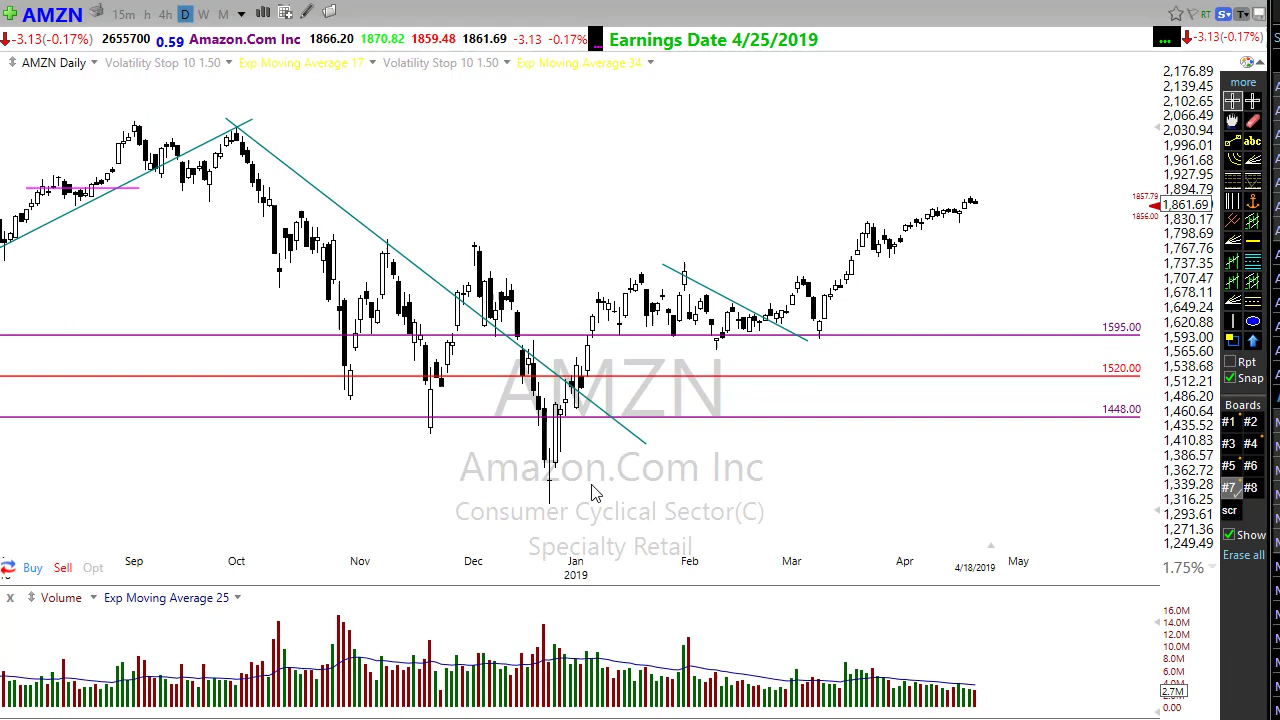 AMZN 15m h 4h D W M RT S T
-3.13(-0.17%) 2655700 0.59 Amazon.Com Inc 1866.20 1870.82 1859.48 1861.69 -3.13 -0.17% ... Earnings Date 4/25/2019 ... -3.13(-0.17%)
AMZN Daily Volatility Stop 10 1.50 Exp Moving Average 17 Volatility Stop 10 1.50 Exp Moving Average 34
2,176.89
more
2,139.45
2,102.65
2,066.49
2,030.94
abc
1,996.01
1,961.68
1,927.95
1,894.79
1857.79
1,861.69
1856.00
1,830.17
1,798.69
1,767.76
1,737.35
1,707.47
1,678.11
1,649.24
1,620.88
1595.00
1,593.00
1,565.60
Rpt
1520.00
1,538.68
Snap
1,512.21
AMZN
1,486.20
Boards
1448.00
1,460.64
#1 #2
1,435.52
1,410.83
#3 #4
1,386.57
Amazon.Com Inc
1,362.72
#5 #6
1,339.28
#7 #8
1,316.25
Consumer Cyclical Sector(C)
1,293.61
scr
1,271.36
Show
Specialty Retail
1,249.49
Erase all
Buy Sell Opt
Sep Oct Nov Dec Jan Feb Mar Apr May
2019 4/18/2019 1.75%
x Volume Exp Moving Average 25
16.0M
14.0M
12.0M
10.0M
8.0M
6.0M
2.7M
0.00